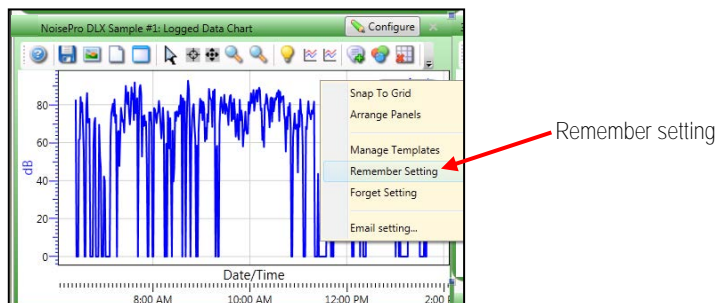 NoisePro DLX Sample #1: Logged Data Chart
Configure
Snap To Grid
Arrange Panels
Manage Templates
Remember Setting
Forget Setting
Email setting...
Remember setting
80
60
40
20
0
dB
Date/Time
8:00 AM 10:00 AM 12:00 PM 2:00